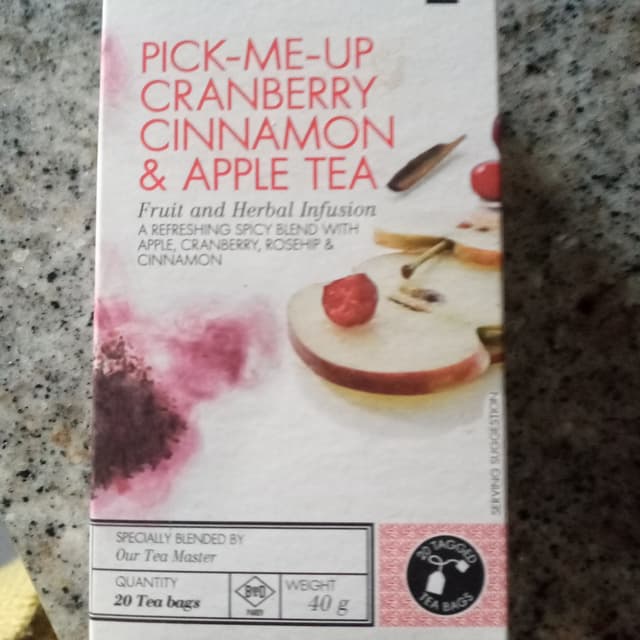 PICK-ME-UP
CRANBERRY
CINNAMON
& APPLE TEA
Fruit and Herbal Infusion
A REFRESHING SPICY BLEND WITH
APPLE, CRANBERRY, ROSEHIP &
CINNAMON
SERVING SUGGESTION
SPECIALLY BLENDED BY
Our Tea Master
QUANTITY
20 Tea bags
WEIGHT
40 g
20 TAGGED
TEA BAGS